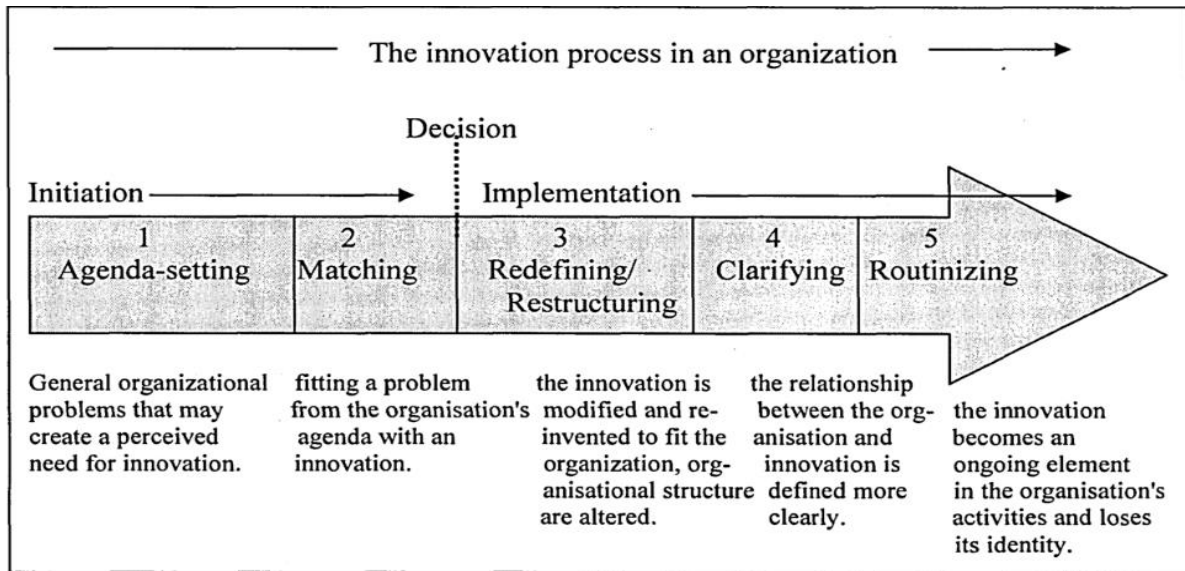 The innovation process in an organization
Decision
Initiation
Implementation
1
Agenda-setting
2
Matching
3
Redefining/
Restructuring
4
Clarifying
5
Routinizing
General organizational
problems that may
create a perceived
need for innovation.
fitting a problem
from the organisation's
agenda with an
innovation.
the innovation is
modified and re-
invented to fit the
organization, org-
anisational structure
are altered.
the relationship
between the org-
anisation and
innovation is
defined more
clearly.
the innovation
becomes an
ongoing element
in the organisation's
activities and loses
its identity.